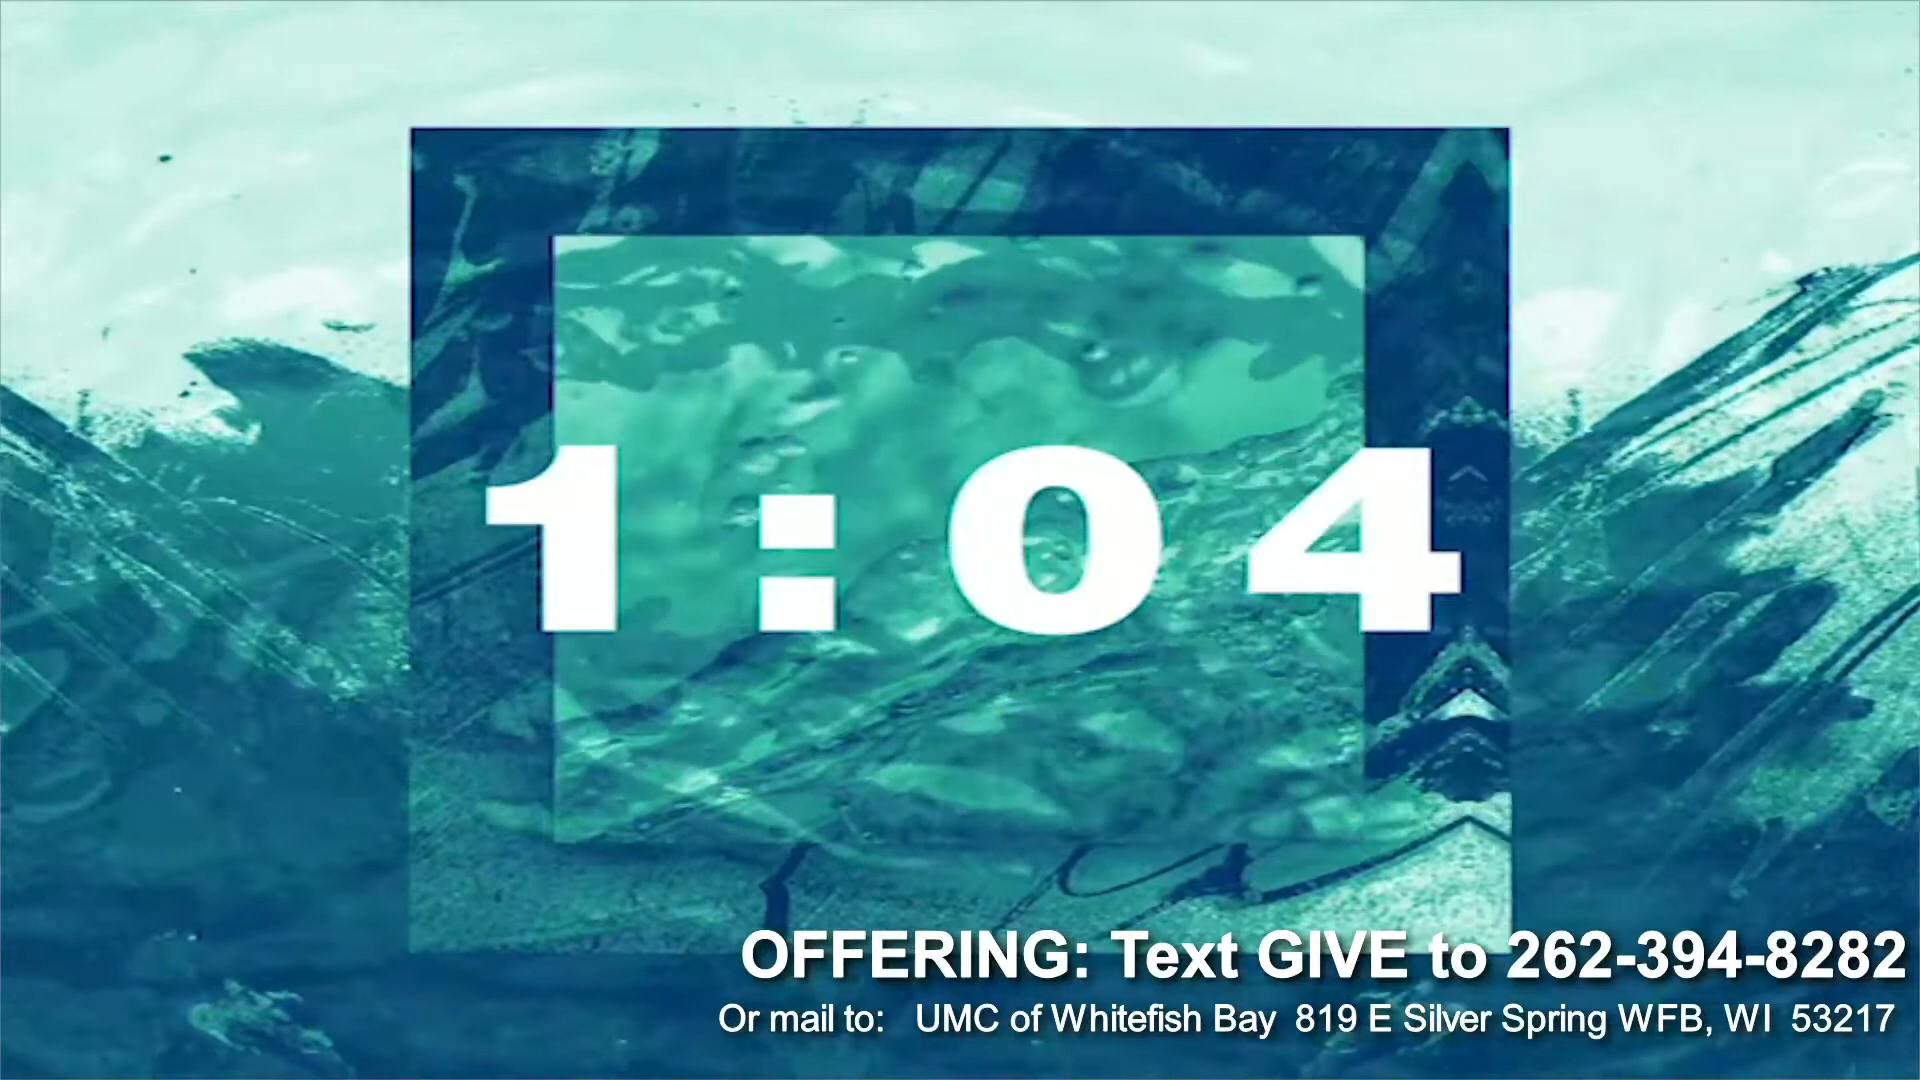 1:04
OFFERING: Text GIVE to 262-394-8282
Or mail to: UMC of Whitefish Bay 819 E Silver Spring WFB, WI 53217